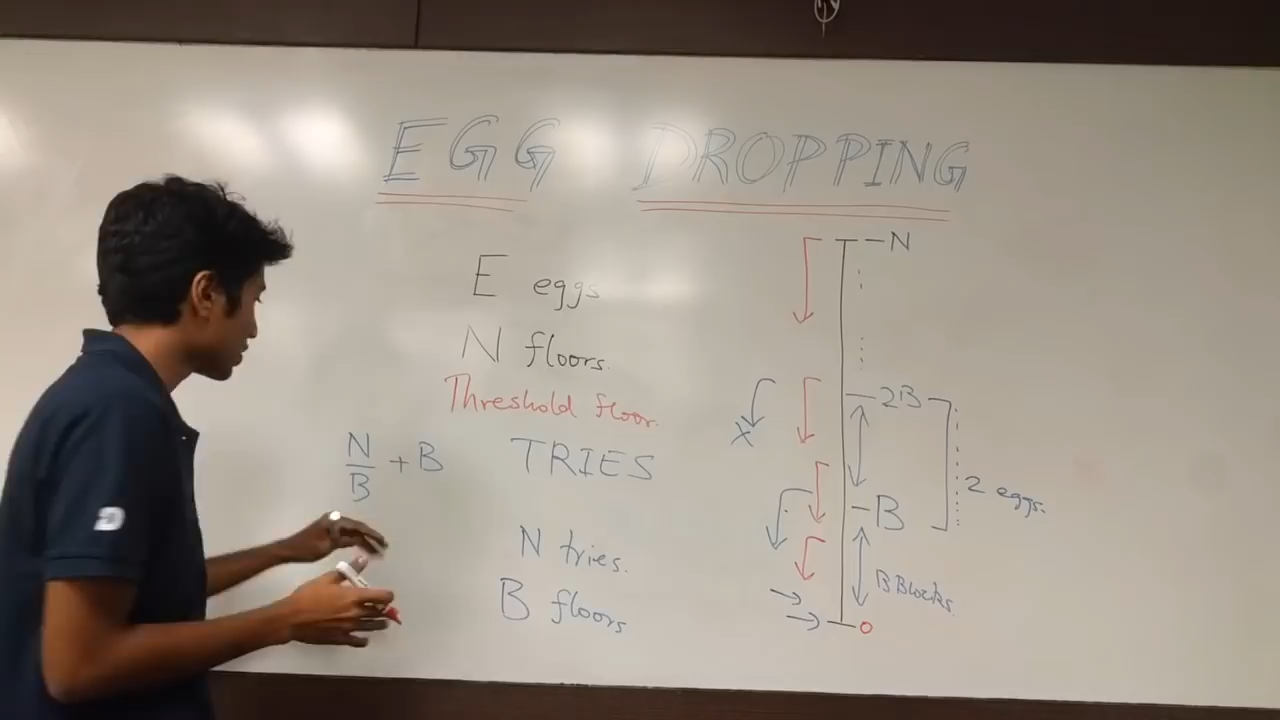 EGG DROPPING
E eggs
N floors.
Threshold floor.
N/B + B
TRIES
N tries.
B floors
N
2B
2 eggs.
B
B Blocks
0
X